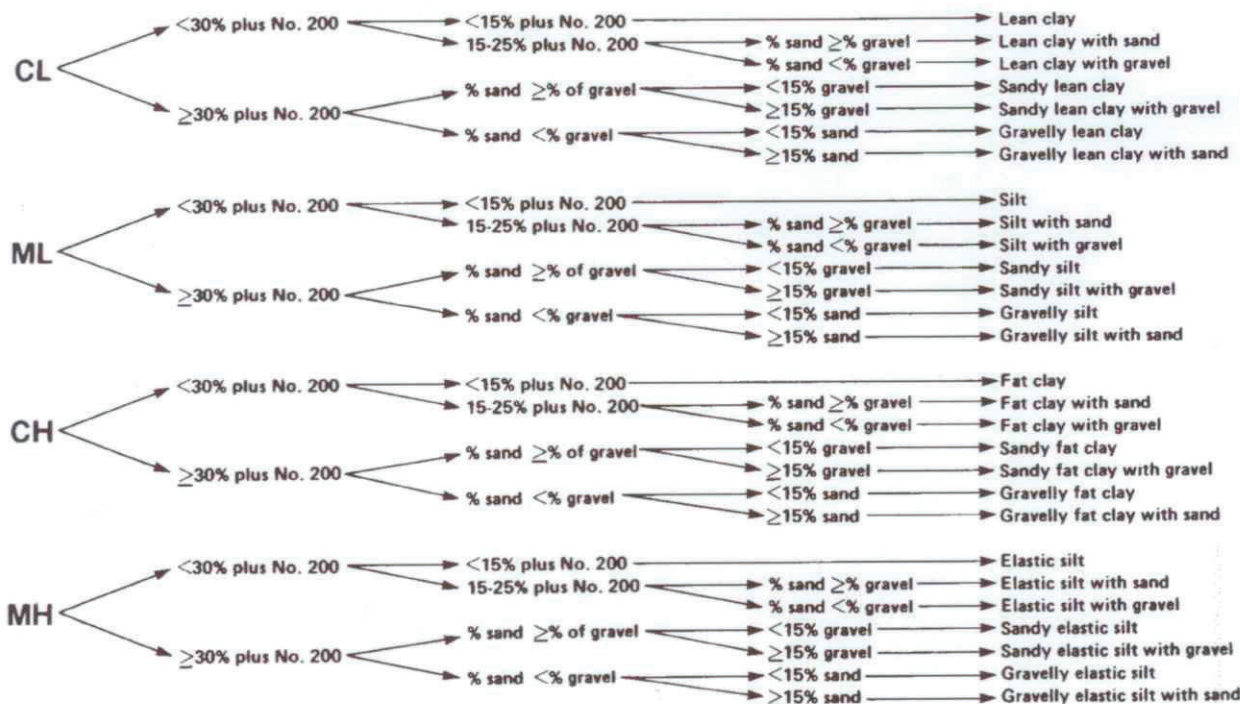 <30% plus No. 200 <15% plus No. 200 Lean clay
15-25% plus No. 200 % sand ≥% gravel Lean clay with sand
CL % sand <% gravel Lean clay with gravel
% sand ≥% of gravel <15% gravel Sandy lean clay
≥30% plus No. 200 ≥15% gravel Sandy lean clay with gravel
% sand <% gravel <15% sand Gravelly lean clay
≥15% sand Gravelly lean clay with sand
<30% plus No. 200 <15% plus No. 200 Silt
15-25% plus No. 200 % sand ≥% gravel Silt with sand
ML % sand <% gravel Silt with gravel
% sand ≥% of gravel <15% gravel Sandy silt
≥30% plus No. 200 ≥15% gravel Sandy silt with gravel
% sand <% gravel <15% sand Gravelly silt
≥15% sand Gravelly silt with sand
<30% plus No. 200 <15% plus No. 200 Fat clay
15-25% plus No. 200 % sand ≥% gravel Fat clay with sand
CH % sand <% gravel Fat clay with gravel
% sand ≥% of gravel <15% gravel Sandy fat clay
≥30% plus No. 200 ≥15% gravel Sandy fat clay with gravel
% sand <% gravel <15% sand Gravelly fat clay
≥15% sand Gravelly fat clay with sand
<30% plus No. 200 <15% plus No. 200 Elastic silt
15-25% plus No. 200 % sand ≥% gravel Elastic silt with sand
MH % sand <% gravel Elastic silt with gravel
% sand ≥% of gravel <15% gravel Sandy elastic silt
≥30% plus No. 200 ≥15% gravel Sandy elastic silt with gravel
% sand <% gravel <15% sand Gravelly elastic silt
>15% sand Gravelly elastic silt with sand